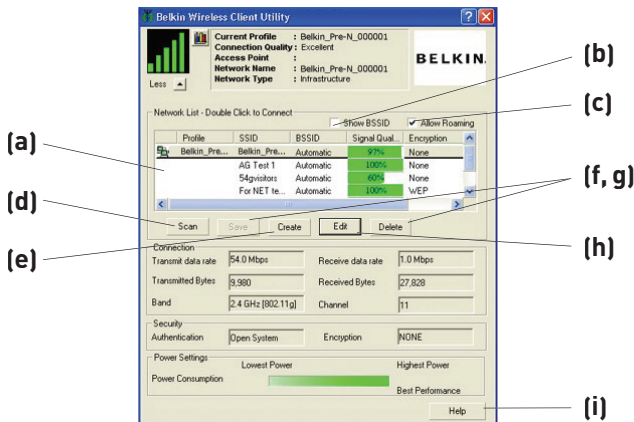 Belkin Wireless Client Utility
Current Profile : Belkin_Pre-N_000001
Connection Quality : Excellent
Access Point :
Network Name : Belkin_Pre-N_000001
Network Type : Infrastructure
BELKIN.
Less
(b)
(c)
Network List - Double Click to Connect
Show BSSID
Allow Roaming
(a)
Profile SSID BSSID Signal Qual... Encryption
Belkin_Pre... Belkin_Pre... Automatic 97% None
AG Test 1 Automatic 100% None
54gvisitors Automatic 60% None
For NET te... Automatic 100% WEP
(f, g)
(d)
Scan Save Create Edit Delete
(e)
(h)
Connection
Transmit data rate 54.0 Mbps Receive data rate 1.0 Mbps
Transmitted Bytes 9,980 Received Bytes 27,828
Band 2.4 GHz [802.11g] Channel 11
Security
Authentication Open System Encryption NONE
Power Settings
Lowest Power Highest Power
Power Consumption
Best Performance
Help
(i)